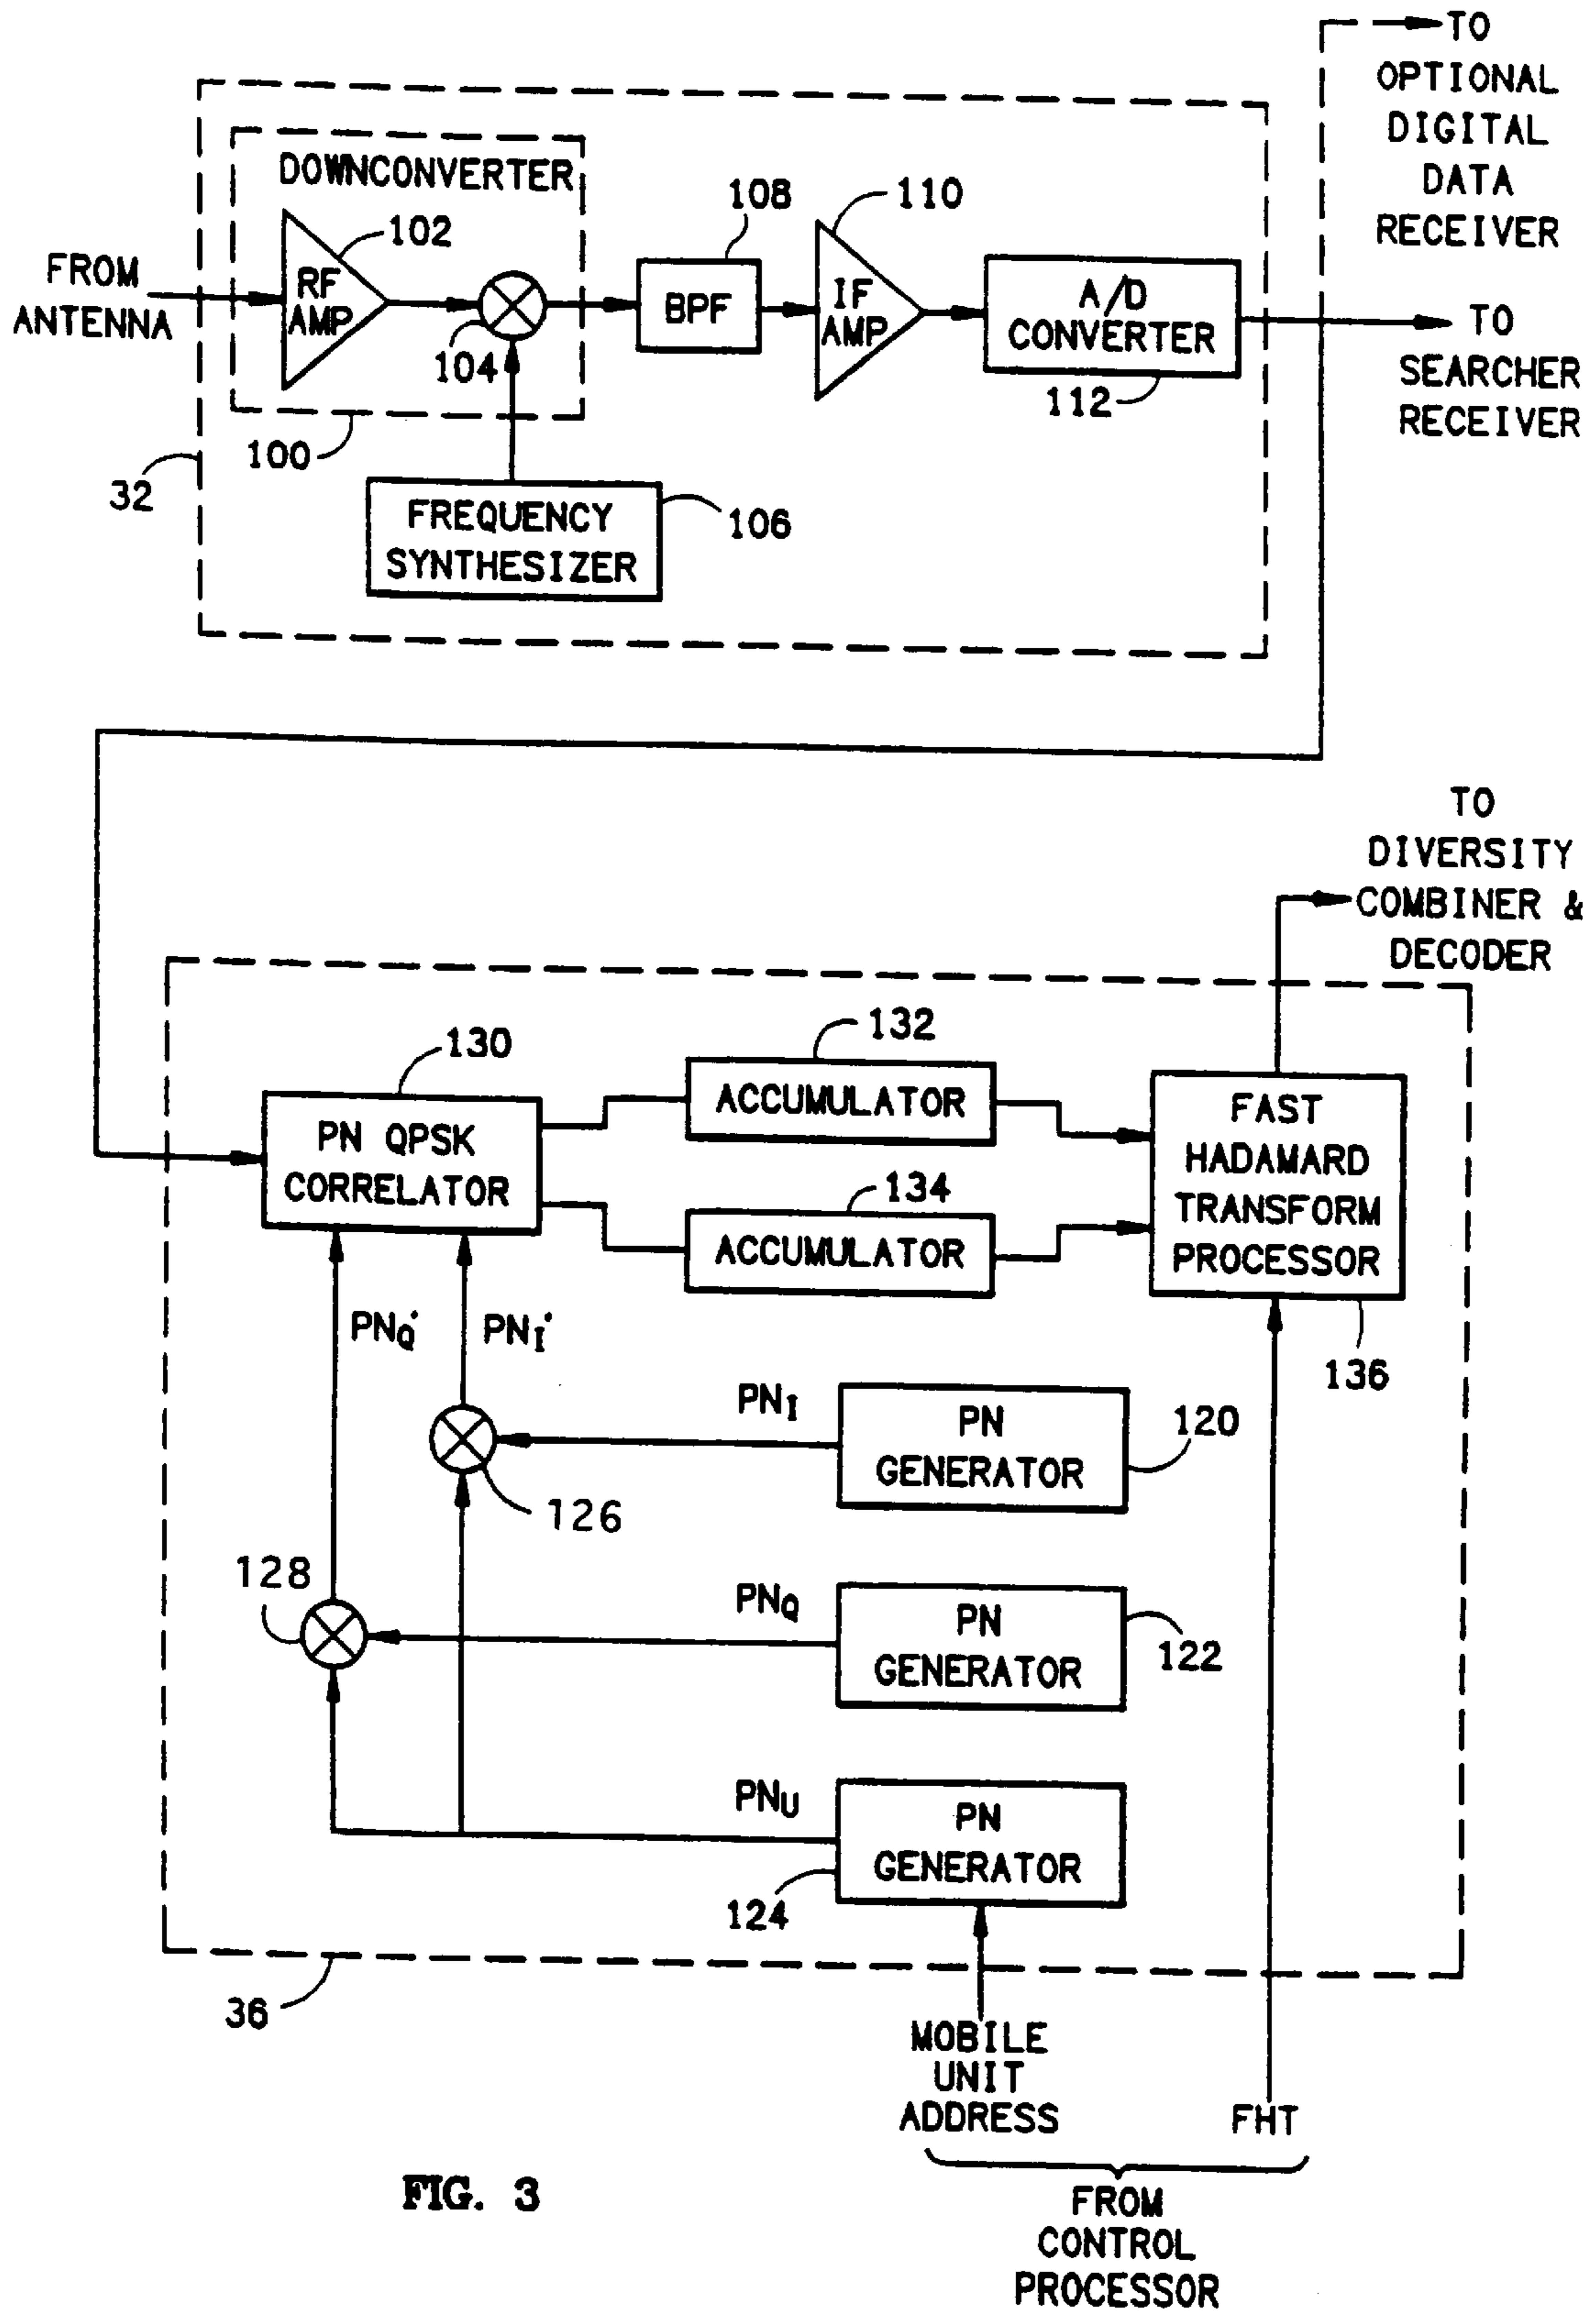 TO
OPTIONAL
DIGITAL
DATA
RECEIVER
DOWNCONVERTER
102
108
110
FROM
ANTENNA
RF
AMP
104
BPF
IF
AMP
A/D
CONVERTER
112
TO
SEARCHER
RECEIVER
100
32
FREQUENCY
SYNTHESIZER
106
TO
DIVERSITY
COMBINER &
DECODER
130
132
PN QPSK
CORRELATOR
ACCUMULATOR
134
ACCUMULATOR
FAST
HADAMARD
TRANSFORM
PROCESSOR
136
PNQ'
PNI'
PNI
PN
GENERATOR
120
126
128
PNQ
PN
GENERATOR
122
PNU
PN
GENERATOR
124
36
MOBILE
UNIT
ADDRESS
FHT
FROM
CONTROL
PROCESSOR
FIG. 3